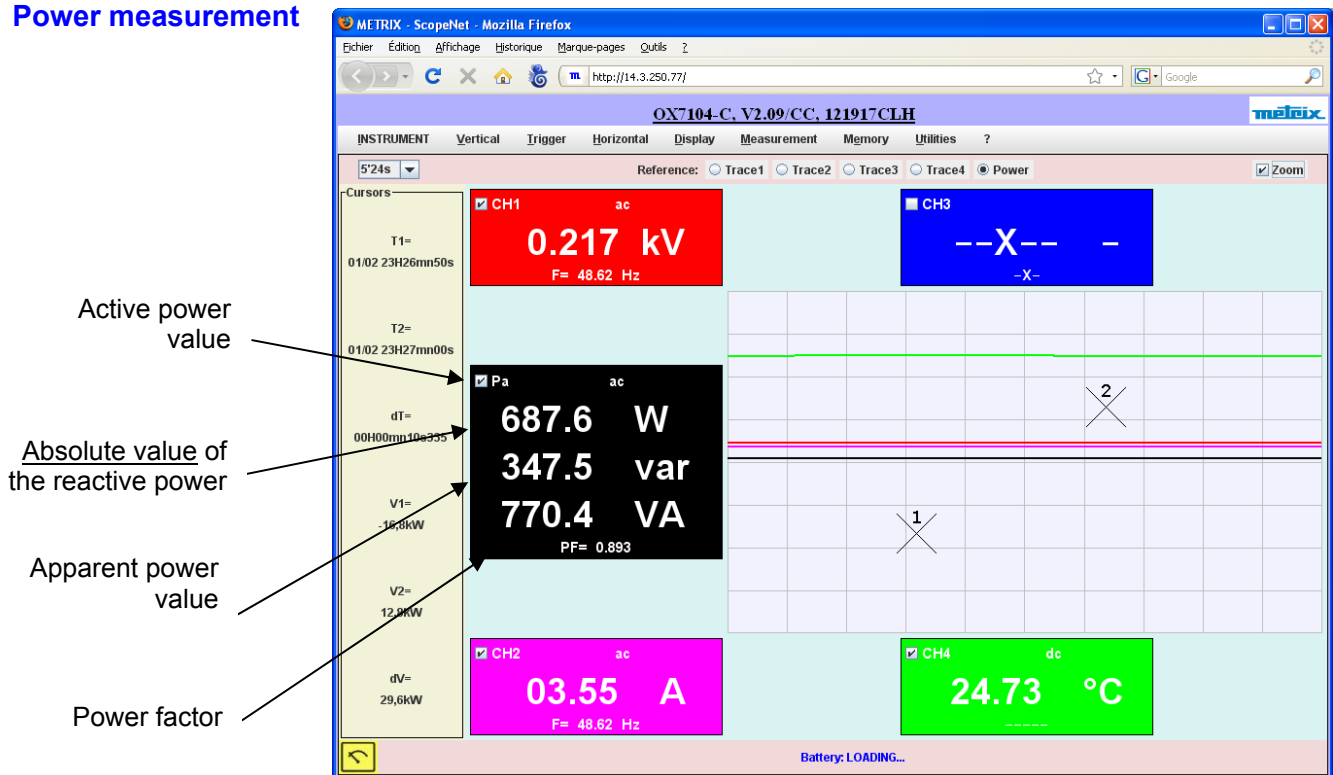 Power measurement
METRIX - ScopeNet - Mozilla Firefox
Eichier Édition Affichage Historique Marque-pages Outils ?
m http://14.3.250.77/
G Google
OX7104-C, V2.09/CC, 121917CLH
metrix
INSTRUMENT Vertical Trigger Horizontal Display Measurement Memory Utilities ?
5'24s
Reference: Trace1 Trace2 Trace3 Trace4 Power
Zoom
Cursors
T1=
01/02 23H26mn50s
T2=
01/02 23H27mn00s
dT=
00H00mn10s335
V1=
-16,8kW
V2=
12,8kW
dV=
29,6kW
CH1 ac
0.217 kV
F= 48.62 Hz
CH3
--X-- -
-X-
Active power
value
Absolute value of
the reactive power
Apparent power
value
Power factor
Pa ac
687.6 W
347.5 var
770.4 VA
PF= 0.893
2
1
CH2 ac
03.55 A
F= 48.62 Hz
CH4 dc
24.73 °C
-----
Battery: LOADING...